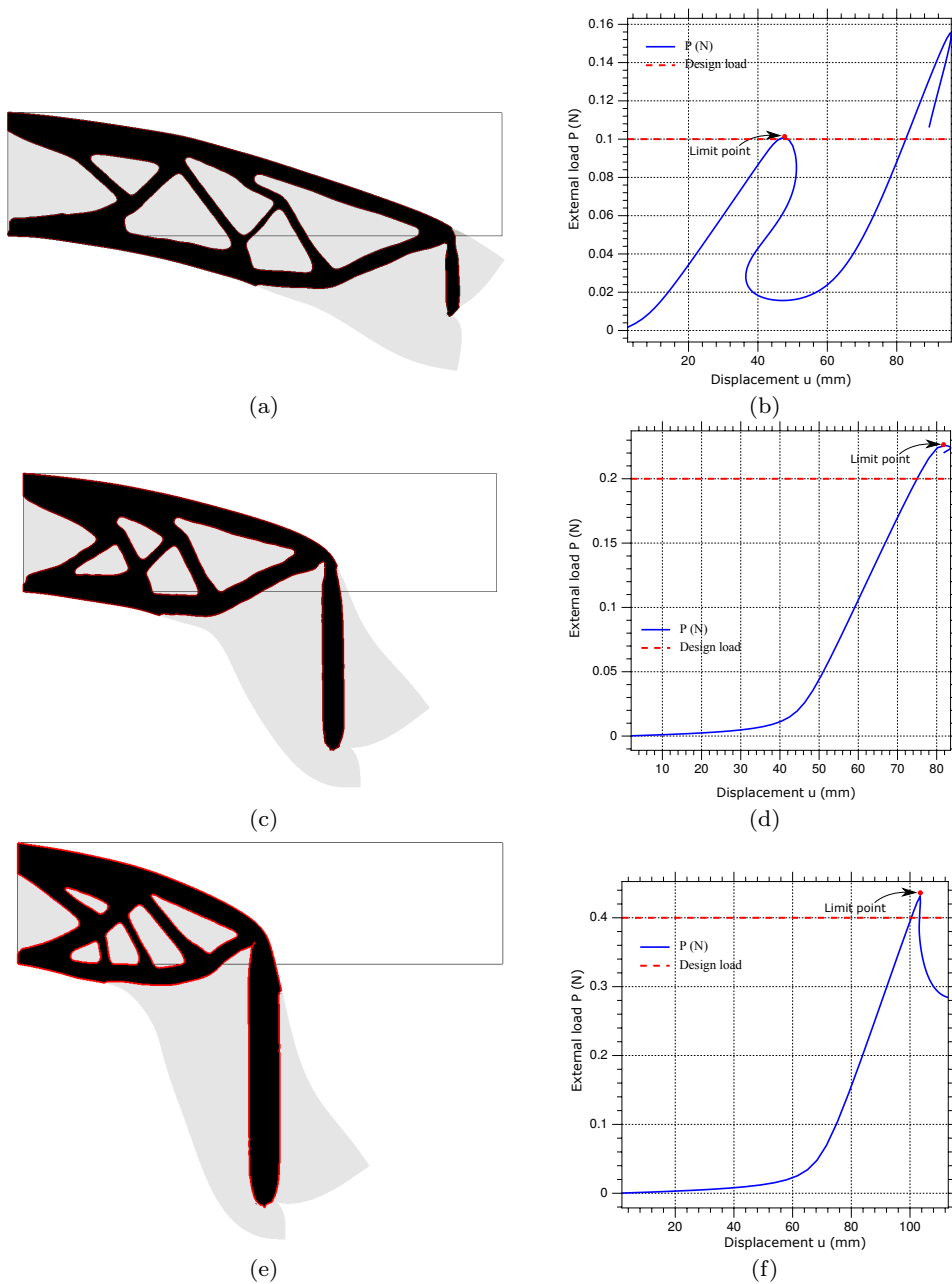 0.16
0.14
0.12
0.1
0.08
0.06
0.04
0.02
0
P (N)
Design load
Limit point
External load P (N)
20
40
60
80
Displacement u (mm)
(a)
(b)
0.2
0.15
0.1
0.05
0
Limit point
P (N)
Design load
External load P (N)
10
20
30
40
50
60
70
80
Displacement u (mm)
(c)
(d)
0.4
0.3
0.2
0.1
0
Limit point
P (N)
Design load
External load P (N)
20
40
60
80
100
Displacement u (mm)
(e)
(f)